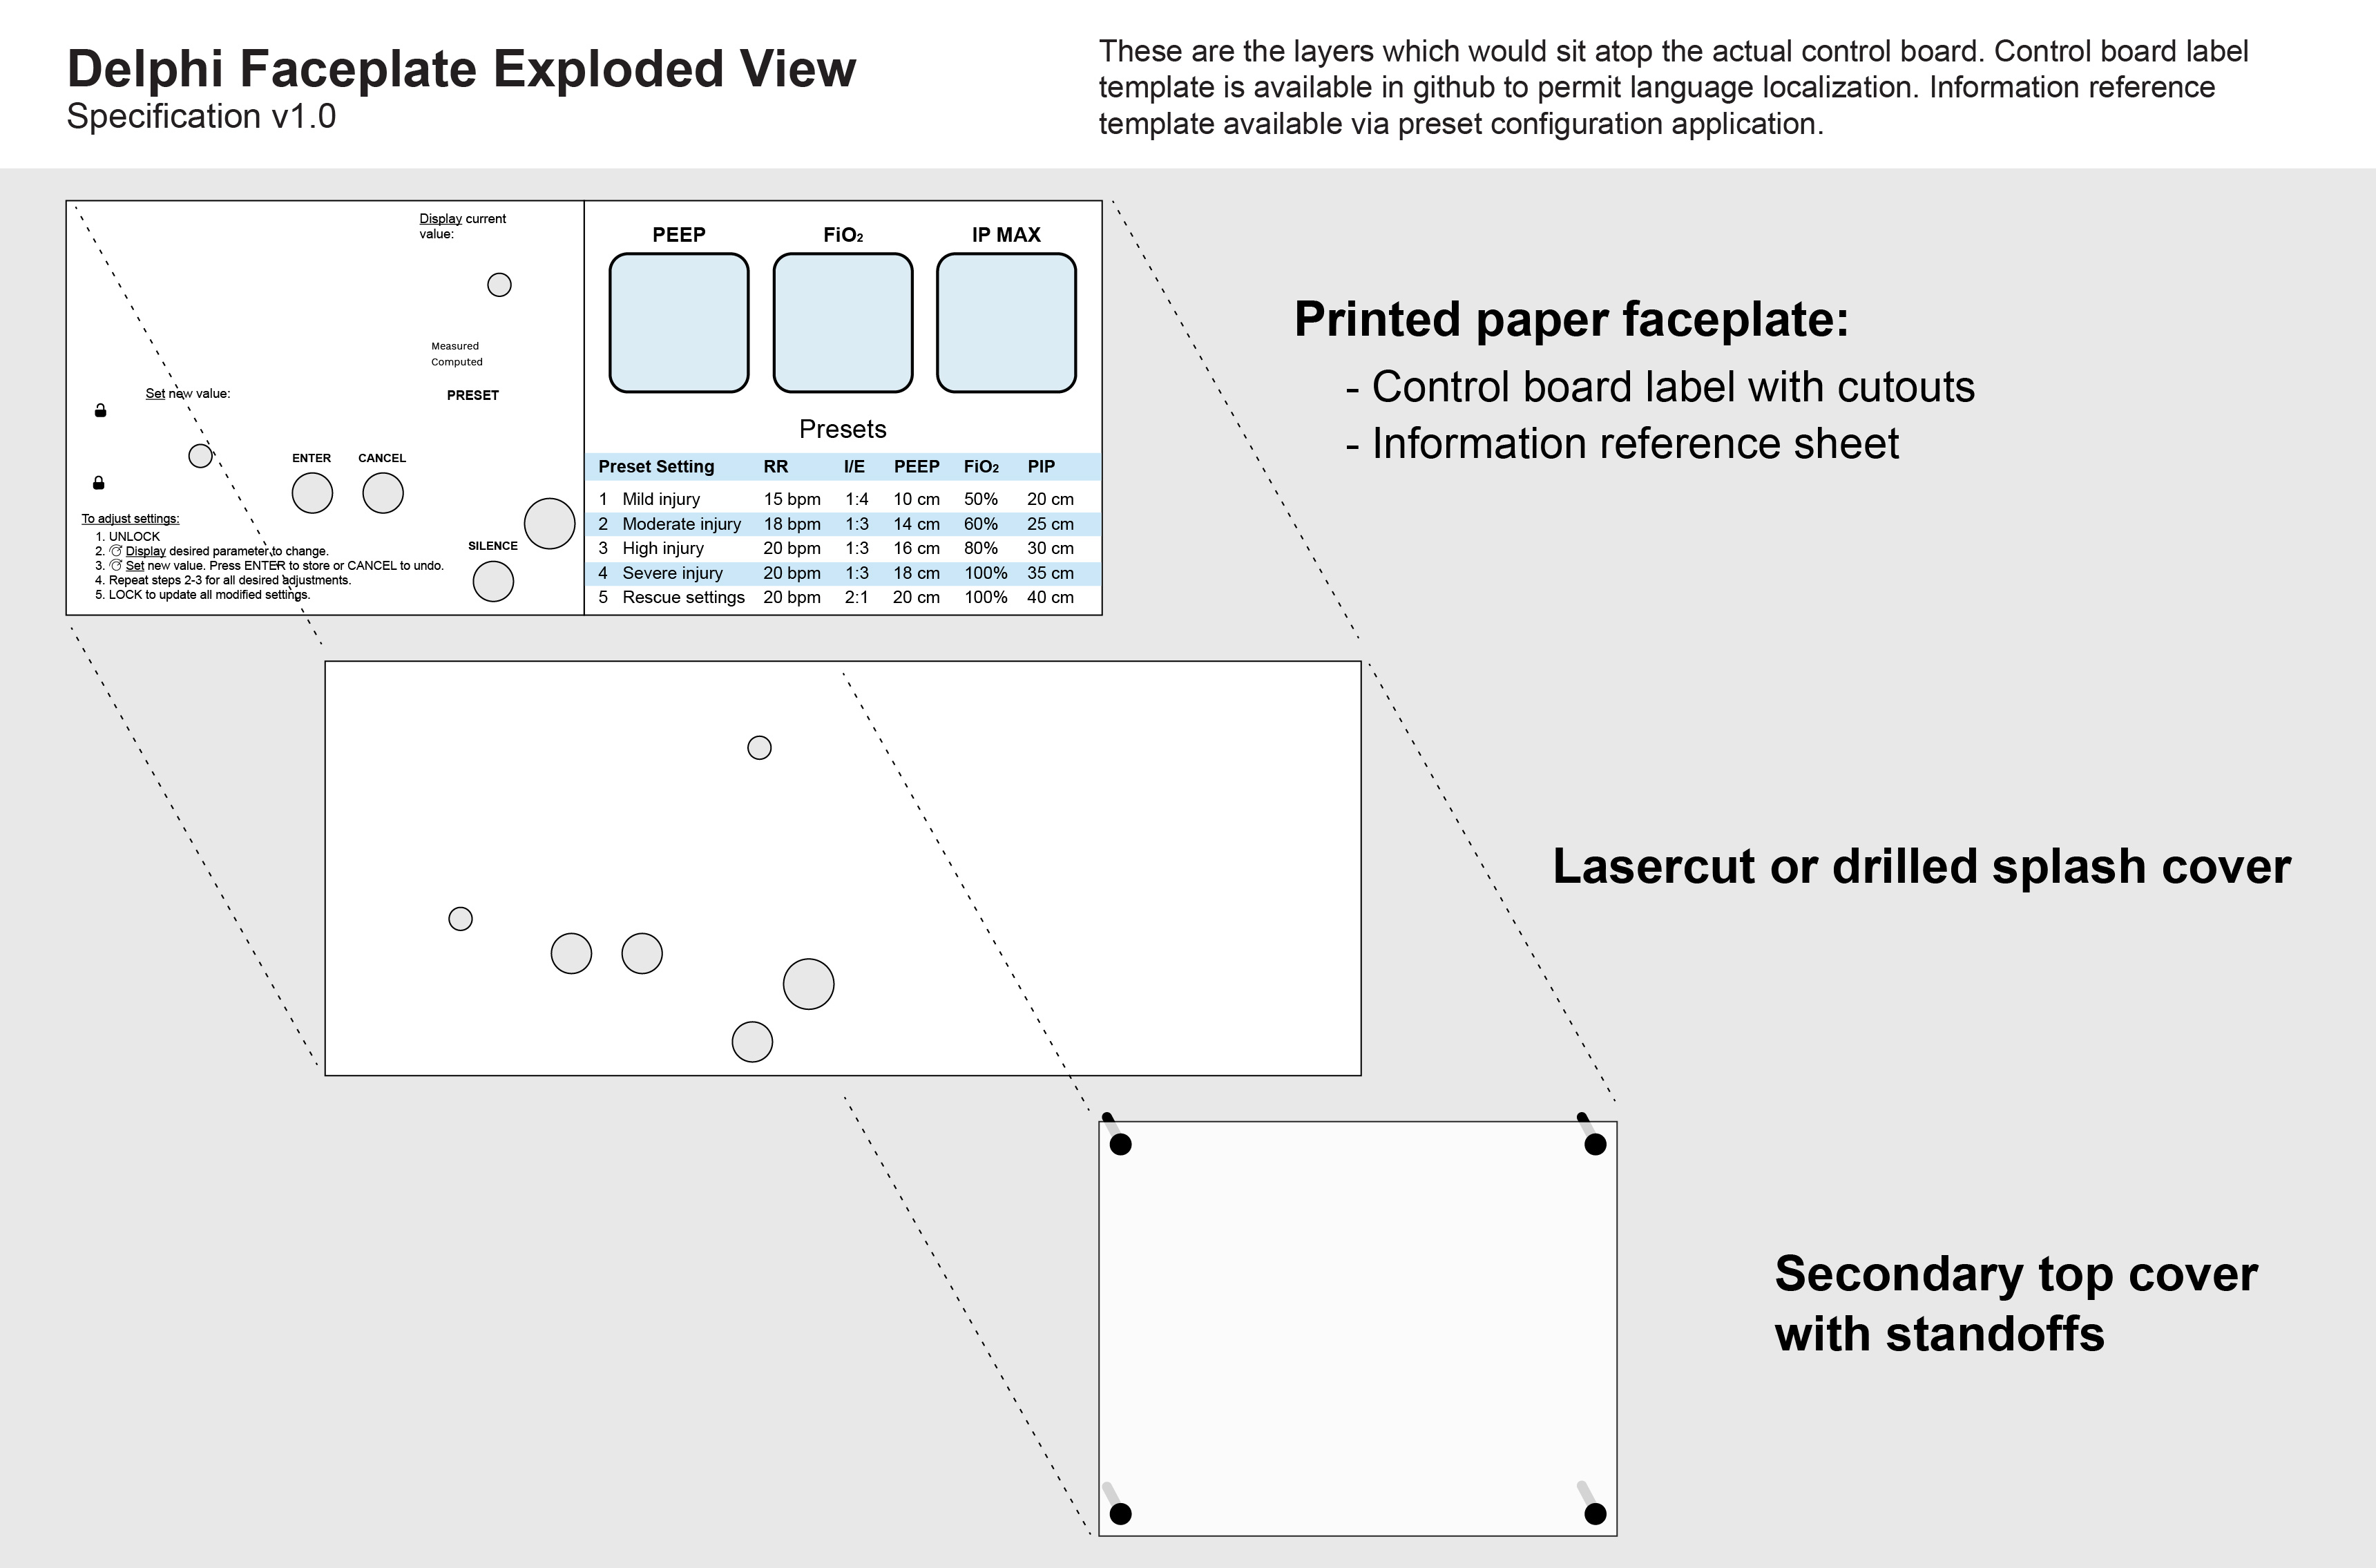 Delphi Faceplate Exploded View
Specification v1.0
These are the layers which would sit atop the actual control board. Control board label
template is available in github to permit language localization. Information reference
template available via preset configuration application.
Display current
value:
Measured
Computed
PRESET
Set new value:
ENTER CANCEL
SILENCE
To adjust settings:
1. UNLOCK
2. Display desired parameter to change.
3. Set new value. Press ENTER to store or CANCEL to undo.
4. Repeat steps 2-3 for all desired adjustments.
5. LOCK to update all modified settings.
PEEP FiO₂ IP MAX
Presets
Preset Setting RR I/E PEEP FiO₂ PIP
1 Mild injury 15 bpm 1:4 10 cm 50% 20 cm
2 Moderate injury 18 bpm 1:3 14 cm 60% 25 cm
3 High injury 20 bpm 1:3 16 cm 80% 30 cm
4 Severe injury 20 bpm 1:3 18 cm 100% 35 cm
5 Rescue settings 20 bpm 2:1 20 cm 100% 40 cm
Printed paper faceplate:
- Control board label with cutouts
- Information reference sheet
Lasercut or drilled splash cover
Secondary top cover
with standoffs